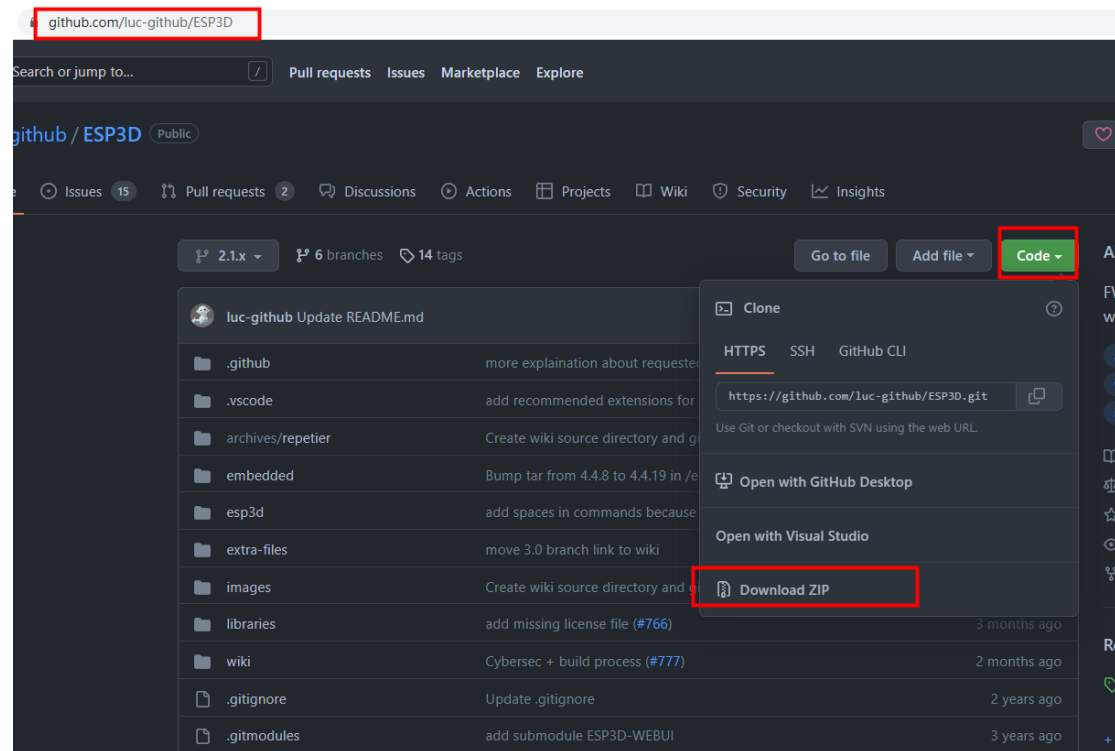 github.com/luc-github/ESP3D
Search or jump to... /
Pull requests Issues Marketplace Explore
github / ESP3D Public
Issues 15 Pull requests 2 Discussions Actions Projects Wiki Security Insights
2.1.x 6 branches 14 tags Go to file Add file Code
luc-github Update README.md
Clone
HTTPS SSH GitHub CLI
https://github.com/luc-github/ESP3D.git
Use Git or checkout with SVN using the web URL.
Open with GitHub Desktop
Open with Visual Studio
Download ZIP
.github more explaination about requested
.vscode add recommended extensions for
archives/repetier Create wiki source directory and
embedded Bump tar from 4.4.8 to 4.4.19 in /e
esp3d add spaces in commands because
extra-files move 3.0 branch link to wiki
images Create wiki source directory and
libraries add missing license file (#766) 3 months ago
wiki Cybersec + build process (#777) 2 months ago
.gitignore Update .gitignore 2 years ago
.gitmodules add submodule ESP3D-WEBUI 3 years ago